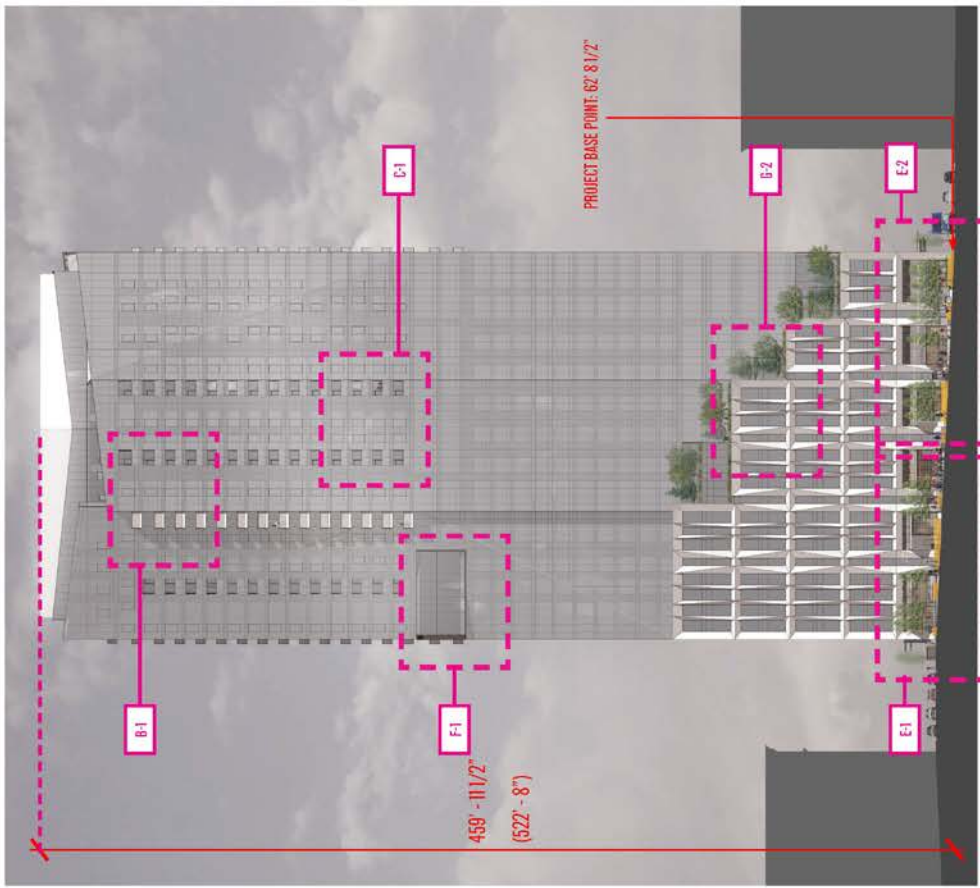 B-1
C-1
F-1
459' - 11 1/2"
(522' - 8")
PROJECT BASE POINT: 62' 8 1/2"
G-2
E-1
E-2